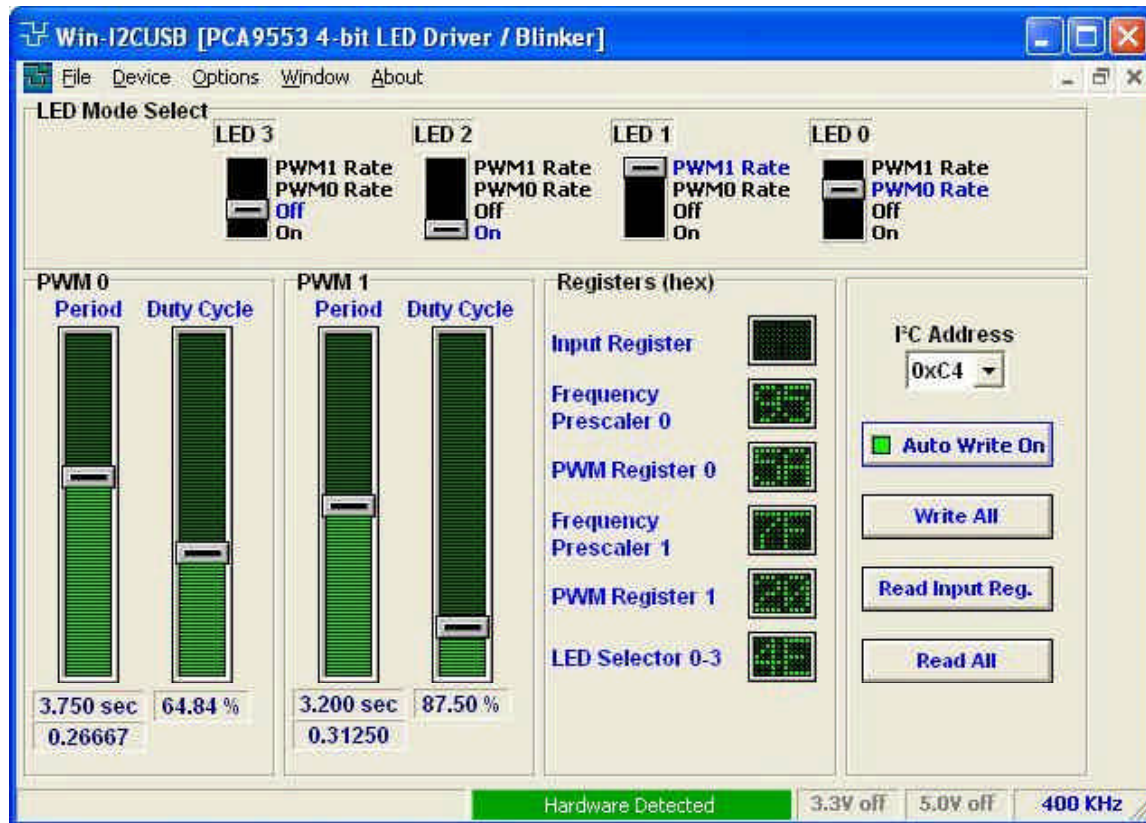 Win-I2CUSB [PCA9553 4-bit LED Driver / Blinker]
File Device Options Window About
LED Mode Select
LED 3
PWM1 Rate
PWM0 Rate
Off
On
LED 2
PWM1 Rate
PWM0 Rate
Off
On
LED 1
PWM1 Rate
PWM0 Rate
Off
On
LED 0
PWM1 Rate
PWM0 Rate
Off
On
PWM 0
Period Duty Cycle
3.750 sec 64.84 %
0.26667
PWM 1
Period Duty Cycle
3.200 sec 87.50 %
0.31250
Registers (hex)
Input Register
Frequency
Prescaler 0
PWM Register 0
Frequency
Prescaler 1
PWM Register 1
LED Selector 0-3
I²C Address
0xC4
Auto Write On
Write All
Read Input Reg.
Read All
Hardware Detected 3.3V off 5.0V off 400 KHz